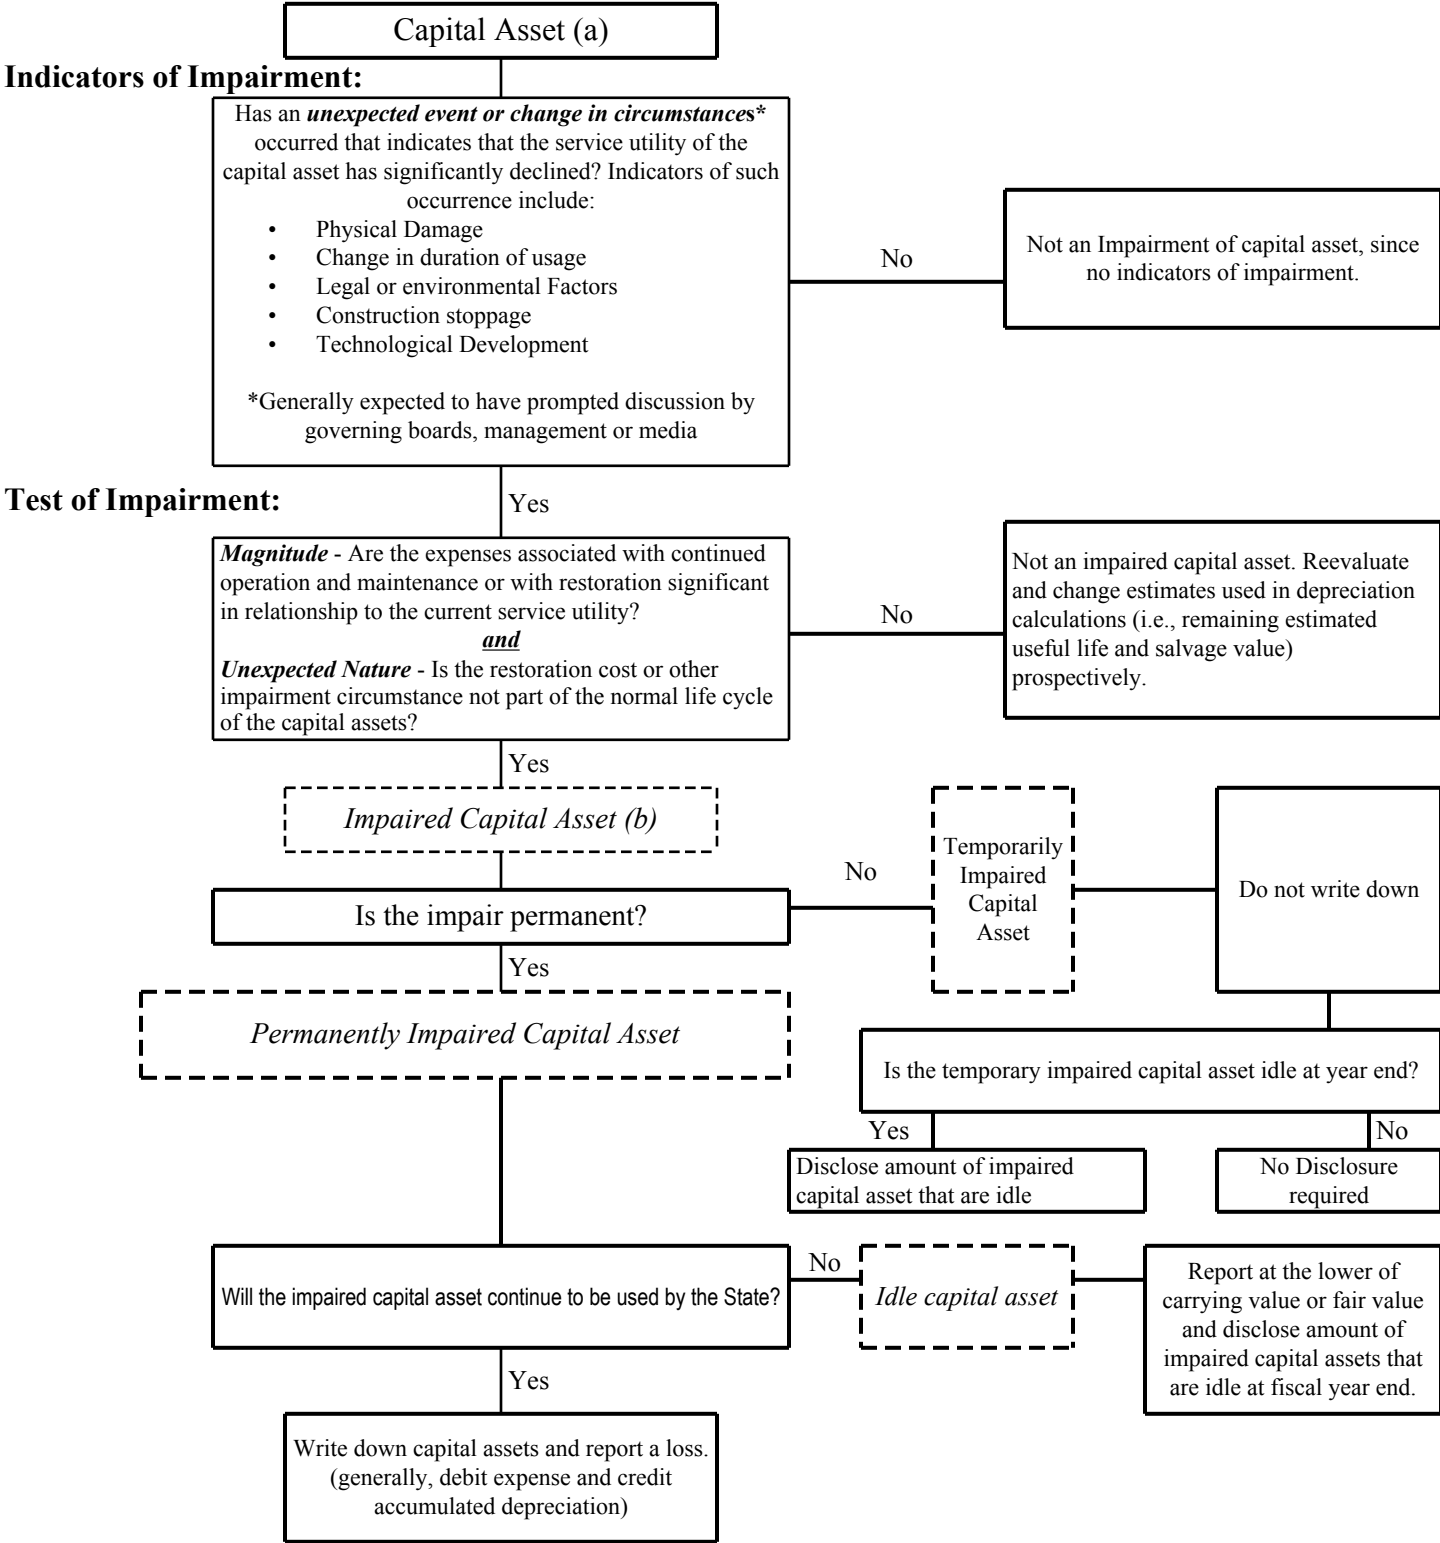 Capital Asset (a)
Indicators of Impairment:
Has an unexpected event or change in circumstances*
occurred that indicates that the service utility of the
capital asset has significantly declined? Indicators of such
occurrence include:
• Physical Damage
• Change in duration of usage
• Legal or environmental Factors
• Construction stoppage
• Technological Development
*Generally expected to have prompted discussion by
governing boards, management or media
No
Not an Impairment of capital asset, since
no indicators of impairment.
Yes
Test of Impairment:
Magnitude - Are the expenses associated with continued
operation and maintenance or with restoration significant
in relationship to the current service utility?
and
Unexpected Nature - Is the restoration cost or other
impairment circumstance not part of the normal life cycle
of the capital assets?
No
Not an impaired capital asset. Reevaluate
and change estimates used in depreciation
calculations (i.e., remaining estimated
useful life and salvage value)
prospectively.
Yes
Impaired Capital Asset (b)
Is the impair permanent?
No
Temporarily
Impaired
Capital
Asset
Do not write down
Yes
Permanently Impaired Capital Asset
Is the temporary impaired capital asset idle at year end?
Yes
No
Disclose amount of impaired
capital asset that are idle
No Disclosure
required
Will the impaired capital asset continue to be used by the State?
No
Idle capital asset
Report at the lower of
carrying value or fair value
and disclose amount of
impaired capital assets that
are idle at fiscal year end.
Yes
Write down capital assets and report a loss.
(generally, debit expense and credit
accumulated depreciation)